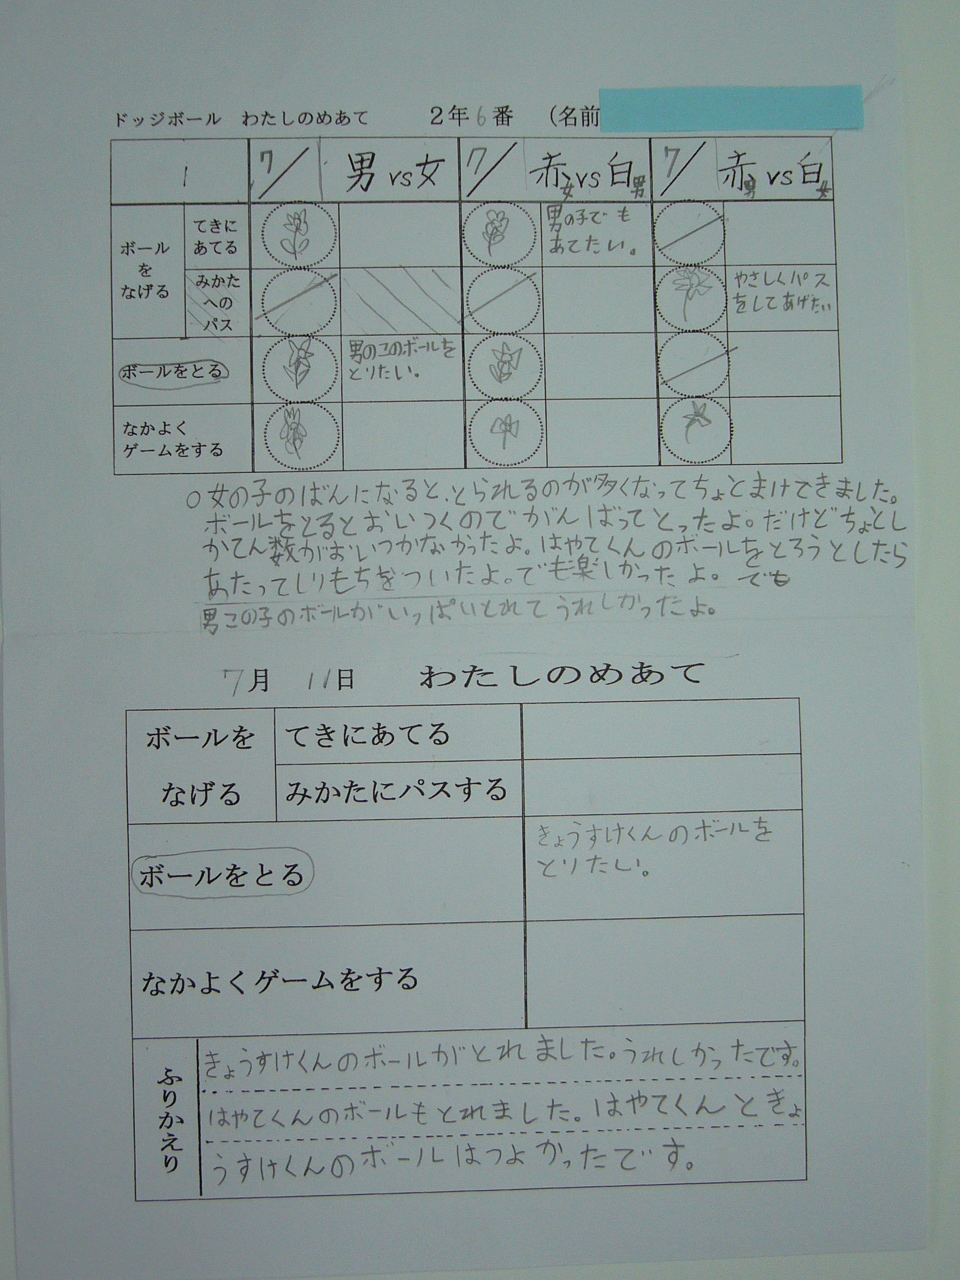 ドッジボール わたしのめあて 2年6番 (名前
1 7/ 男vs女 7/ 赤女vs白男 7/ 赤男vs白女
ボールをなげる
てきにあてる
男の子でも
あてたい。
みかたへのパス
やさしくパス
をしてあげたい
ボールをとる
男のこのボールを
とりたい。
なかよく
ゲームをする
○女の子のばんになると、とられるのが多くなってちょとまけできました。
ボールをとるとおいつくのでがんばってとったよ。だけどちょとし
かてん数がおいつかなかったよ。はやてくんのボールをとろうとしたら
あたってしりもちをついたよ。でも楽しかったよ。でも
男この子のボールがいっぱいとれてうれしかったよ。
7月 11日 わたしのめあて
ボールを
なげる
てきにあてる
みかたにパスする
ボールをとる
きょうすけくんのボールを
とりたい。
なかよくゲームをする
ふりかえり
きょうすけくんのボールがとれました。うれしかったです。
はやてくんのボールもとれました。はやてくんときょ
うすけくんのボールはつよかったです。